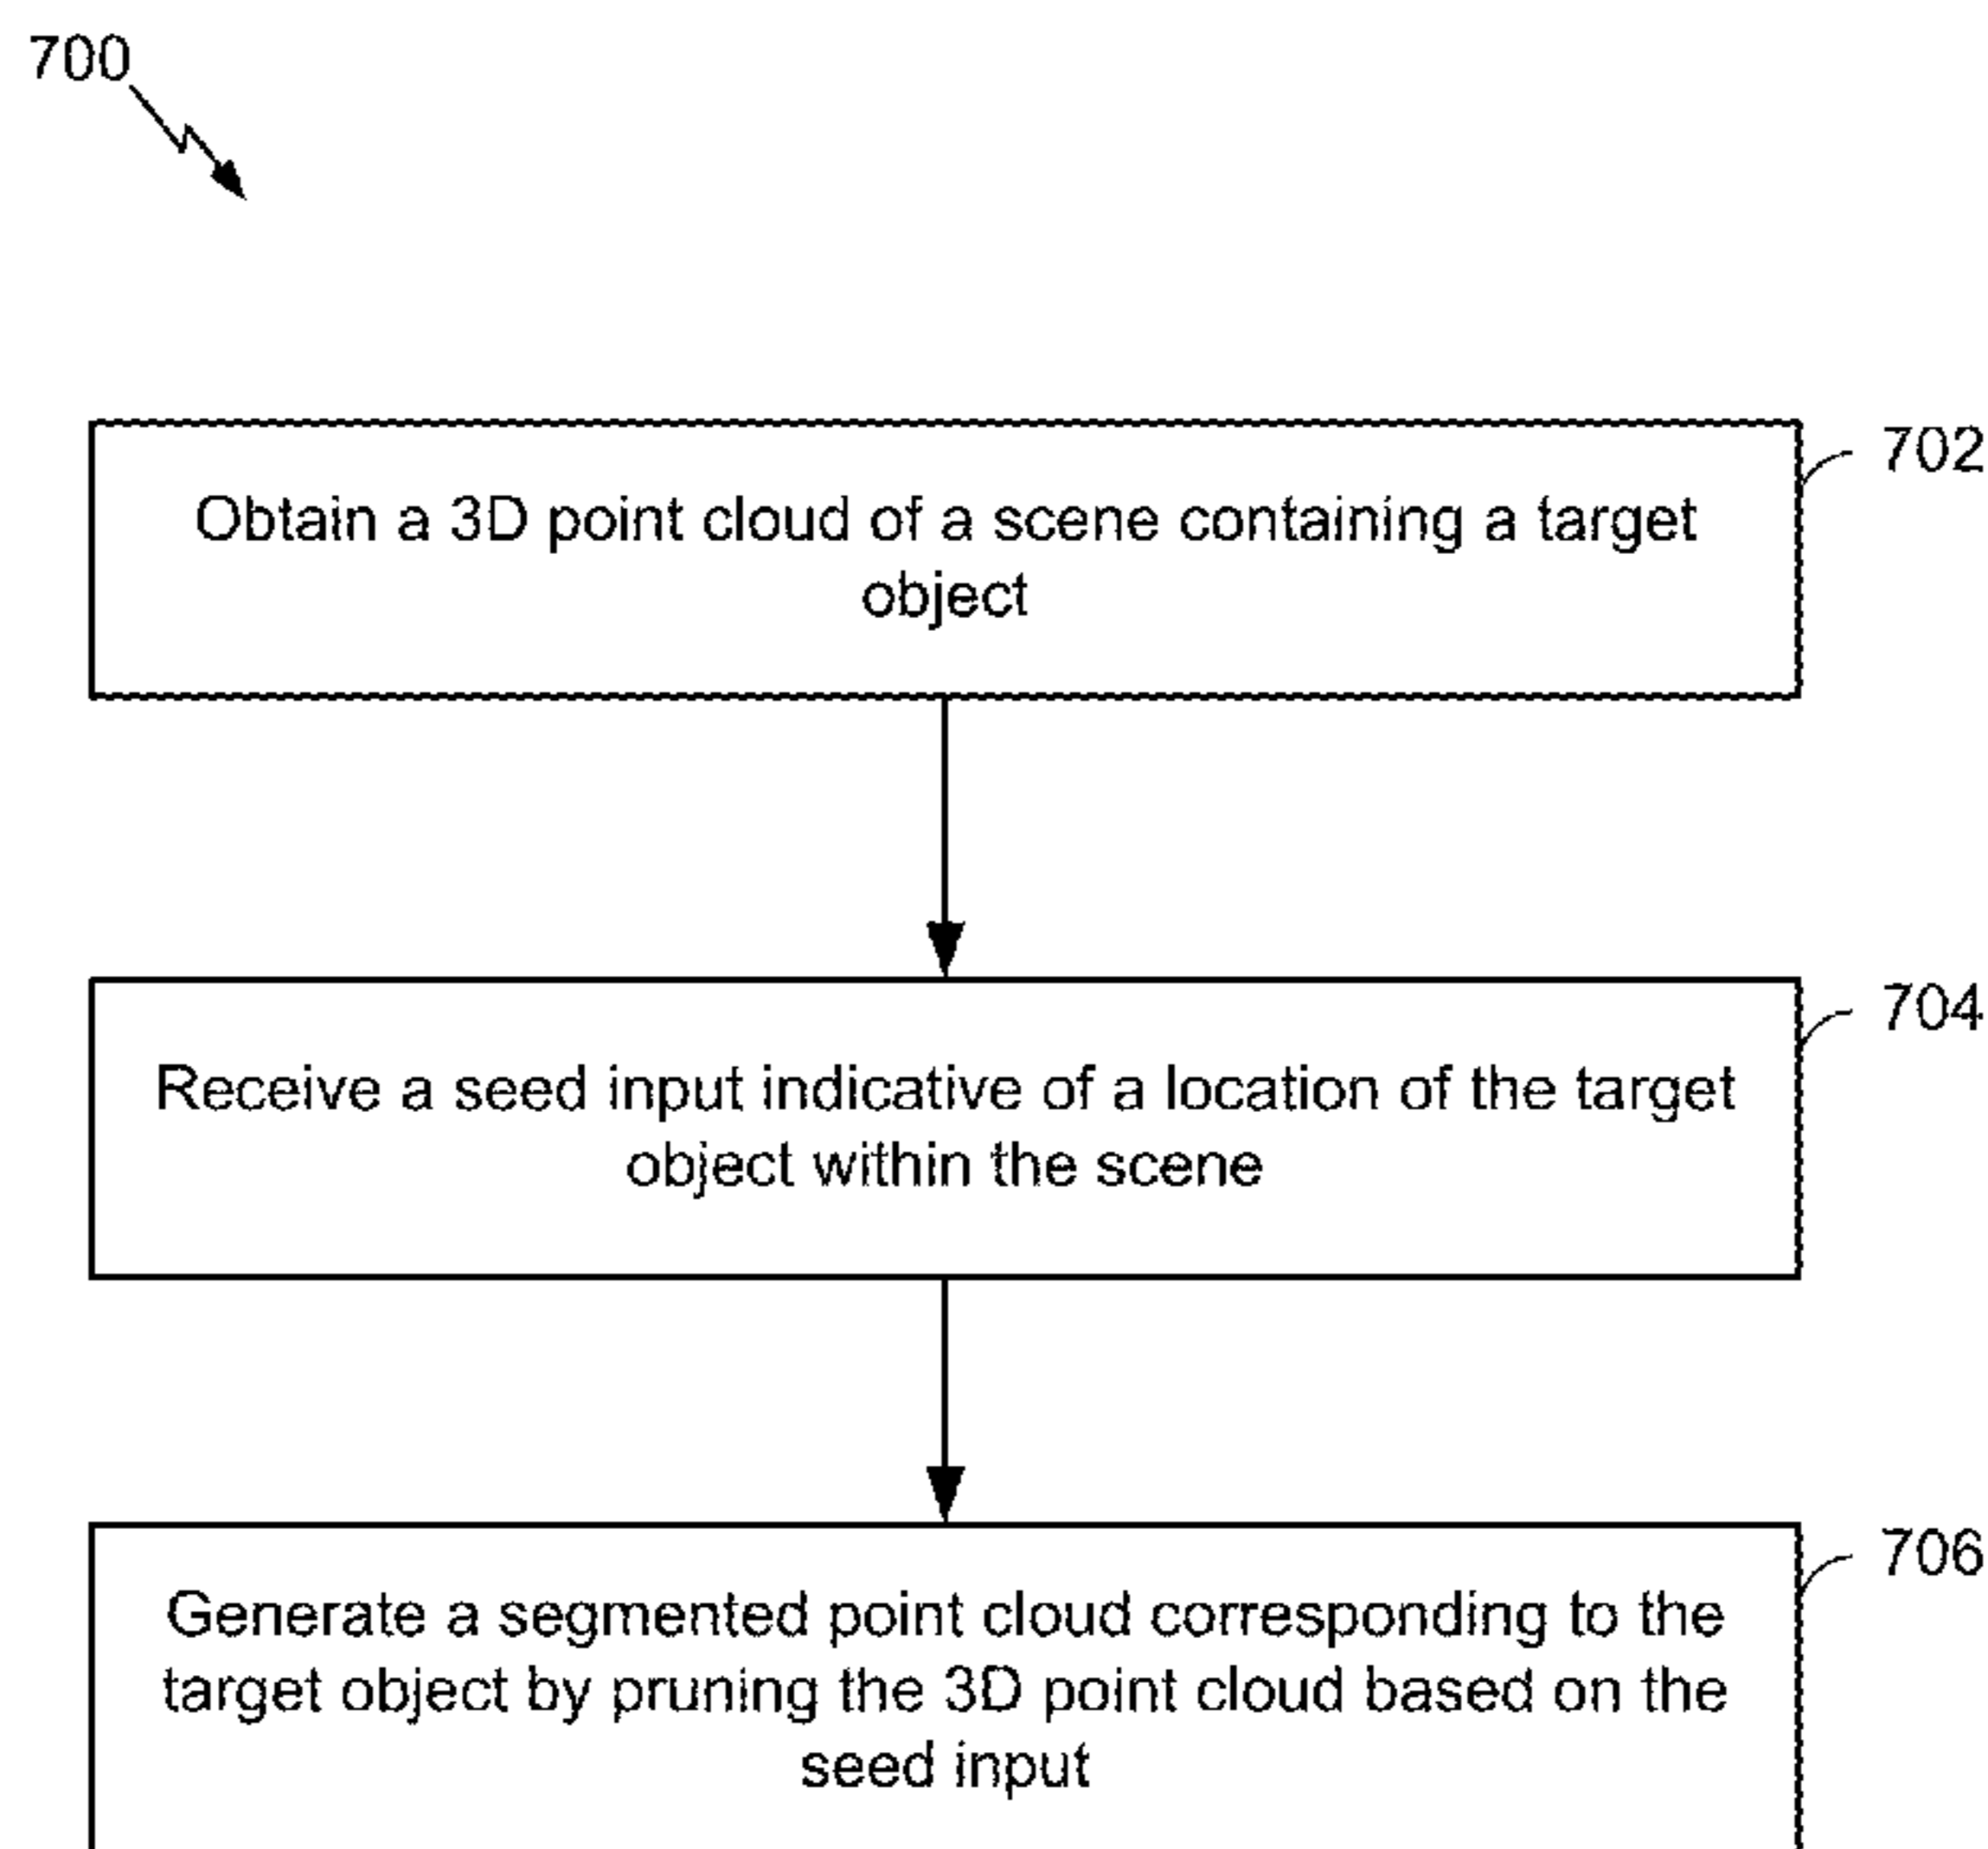 700
702
Obtain a 3D point cloud of a scene containing a target
object
704
Receive a seed input indicative of a location of the target
object within the scene
706
Generate a segmented point cloud corresponding to the
target object by pruning the 3D point cloud based on the
seed input